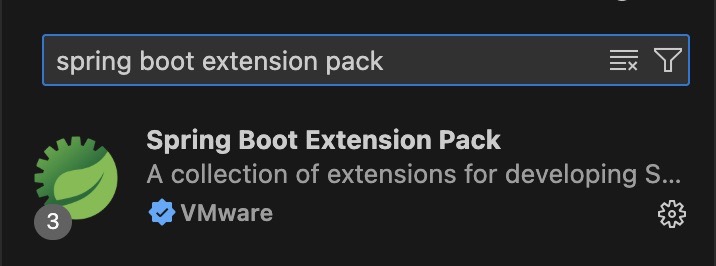 spring boot extension pack
Spring Boot Extension Pack
A collection of extensions for developing S...
3
VMware